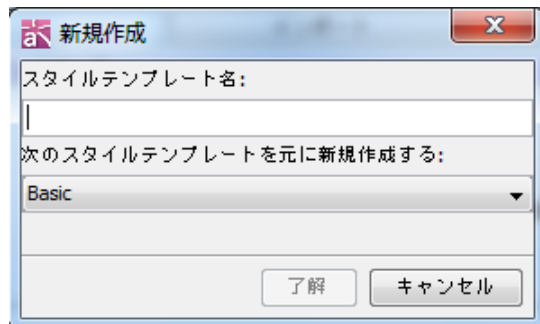 新規作成
スタイルテンプレート名:
次のスタイルテンプレートを元に新規作成する:
Basic
了解 キャンセル